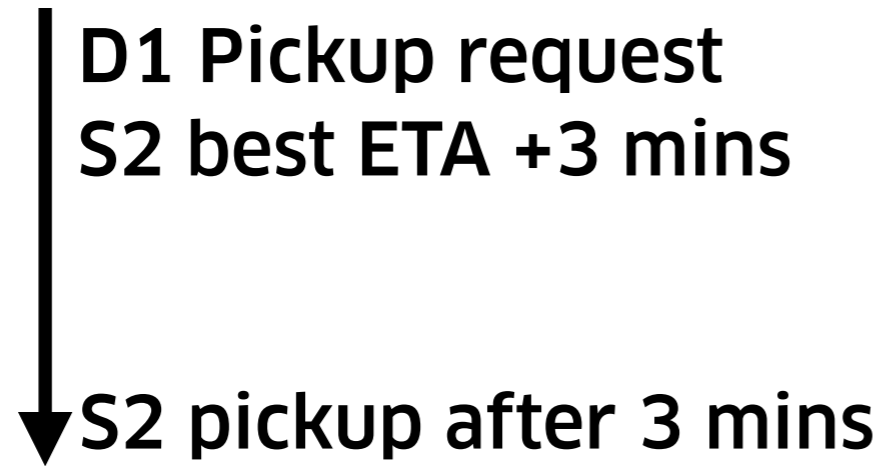 D1 Pickup request
S2 best ETA +3 mins
S2 pickup after 3 mins